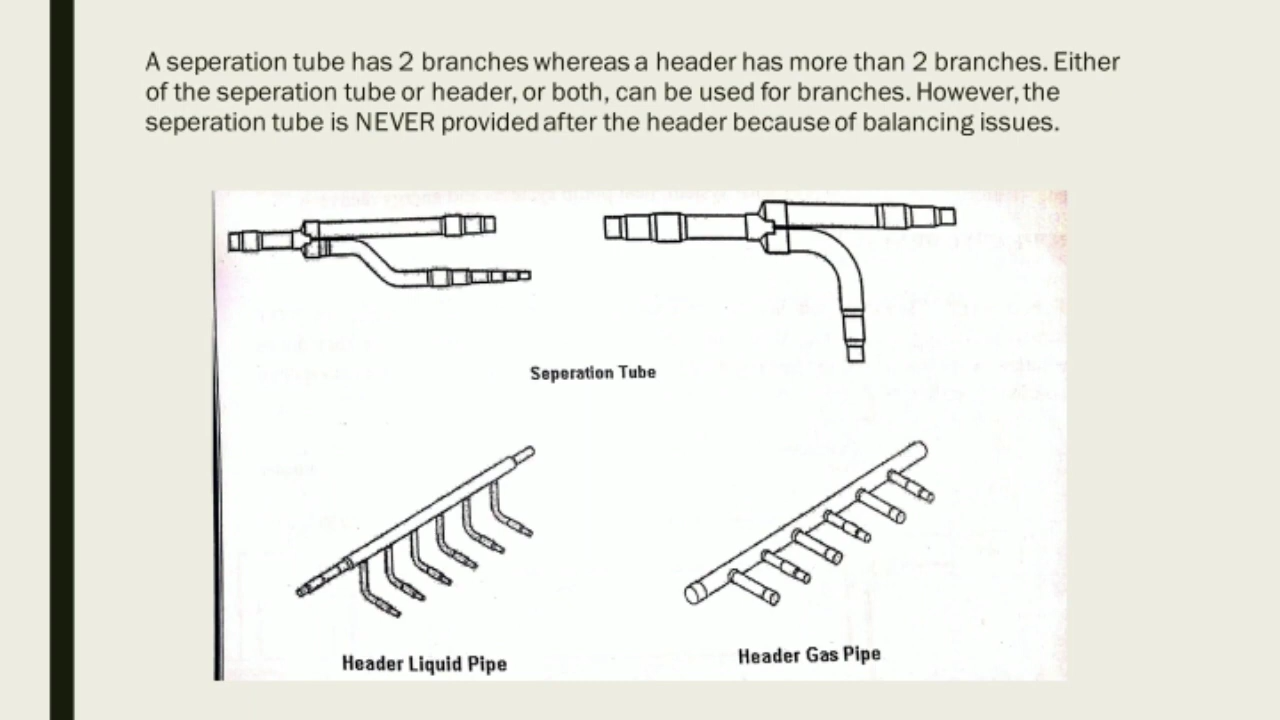 A seperation tube has 2 branches whereas a header has more than 2 branches. Either
of the seperation tube or header, or both, can be used for branches. However, the
seperation tube is NEVER provided after the header because of balancing issues.
Seperation Tube
Header Liquid Pipe
Header Gas Pipe